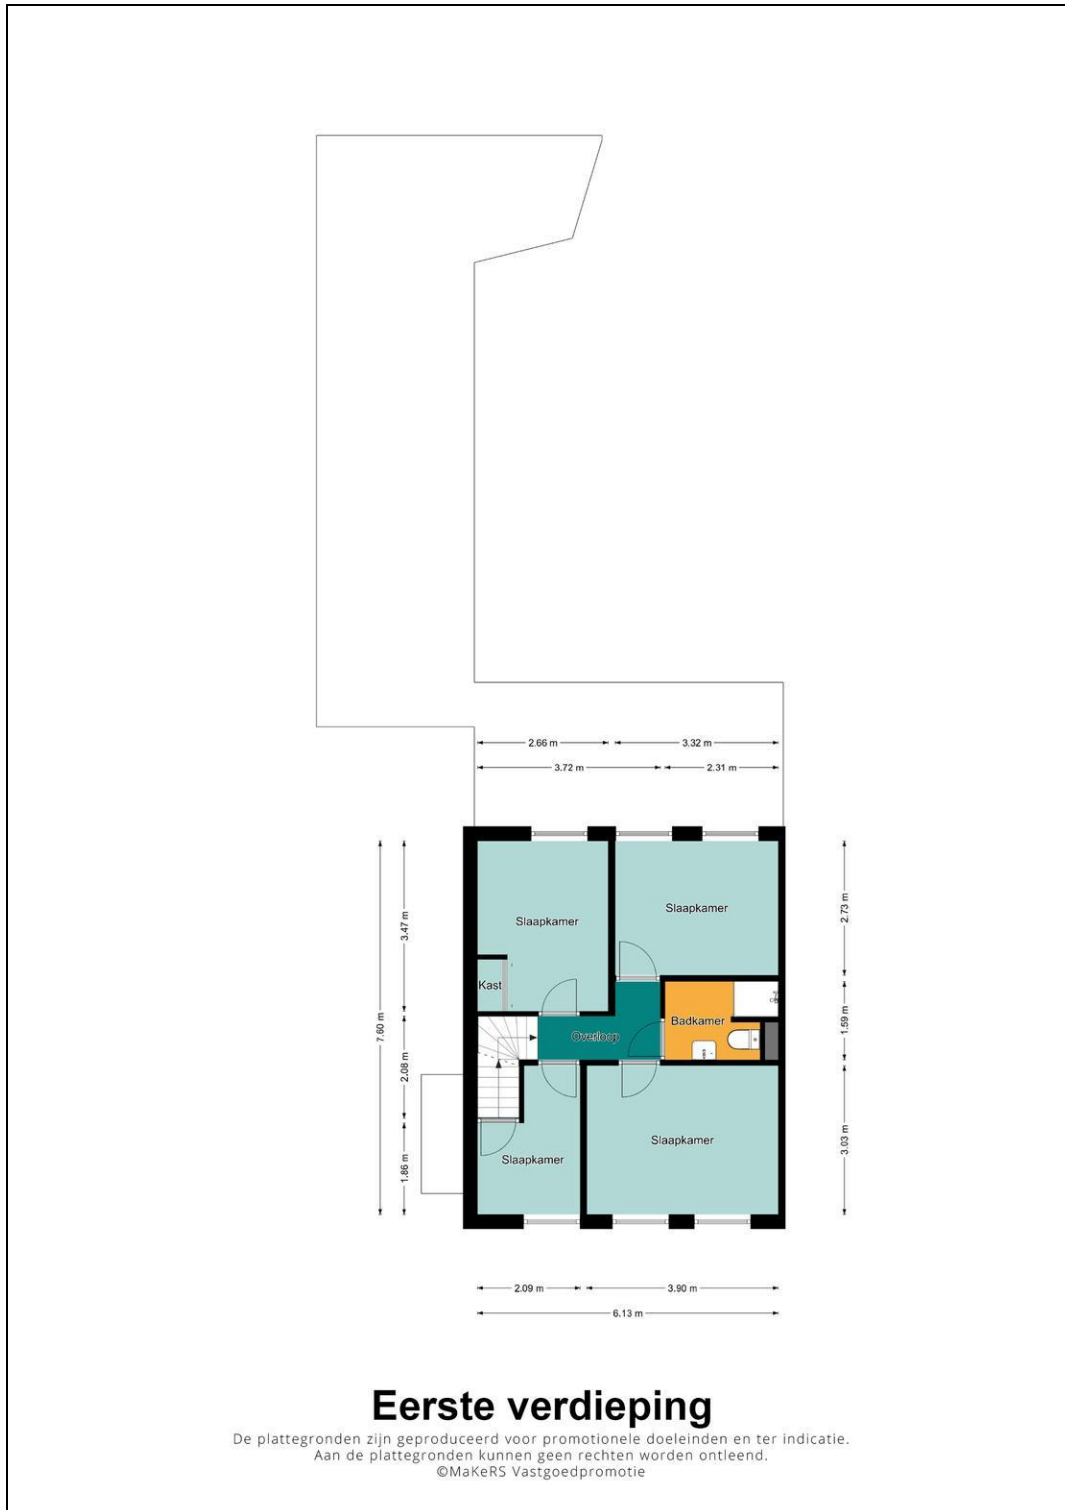 2.66 m
3.32 m
3.72 m
2.31 m
3.47 m
2.08 m
1.86 m
7.60 m
2.73 m
1.59 m
3.03 m
Slaapkamer
Slaapkamer
Kast
Badkamer
Overloop
Slaapkamer
Slaapkamer
2.09 m
3.90 m
6.13 m
Eerste verdieping
De plattegronden zijn geproduceerd voor promotionele doeleinden en ter indicatie.
Aan de plattegronden kunnen geen rechten worden ontleend.
©MaKeRS Vastgoedpromotie